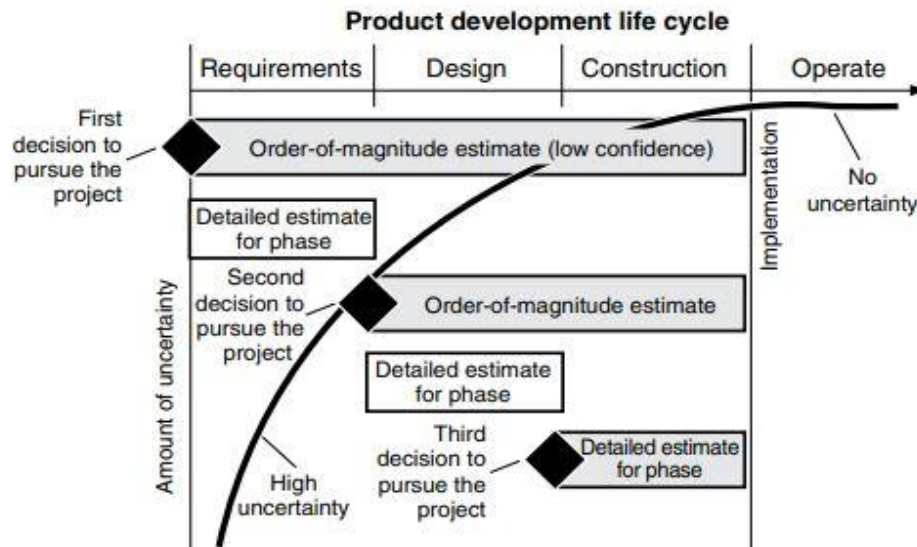 Product development life cycle
Requirements
Design
Construction
Operate
First
decision to
pursue the
project
Order-of-magnitude estimate (low confidence)
Implementation
No
uncertainty
Detailed estimate
for phase
Second
decision to
pursue the
project
Order-of-magnitude estimate
Amount of uncertainty
Detailed estimate
for phase
Third
decision to
pursue the
project
Detailed estimate
for phase
High
uncertainty